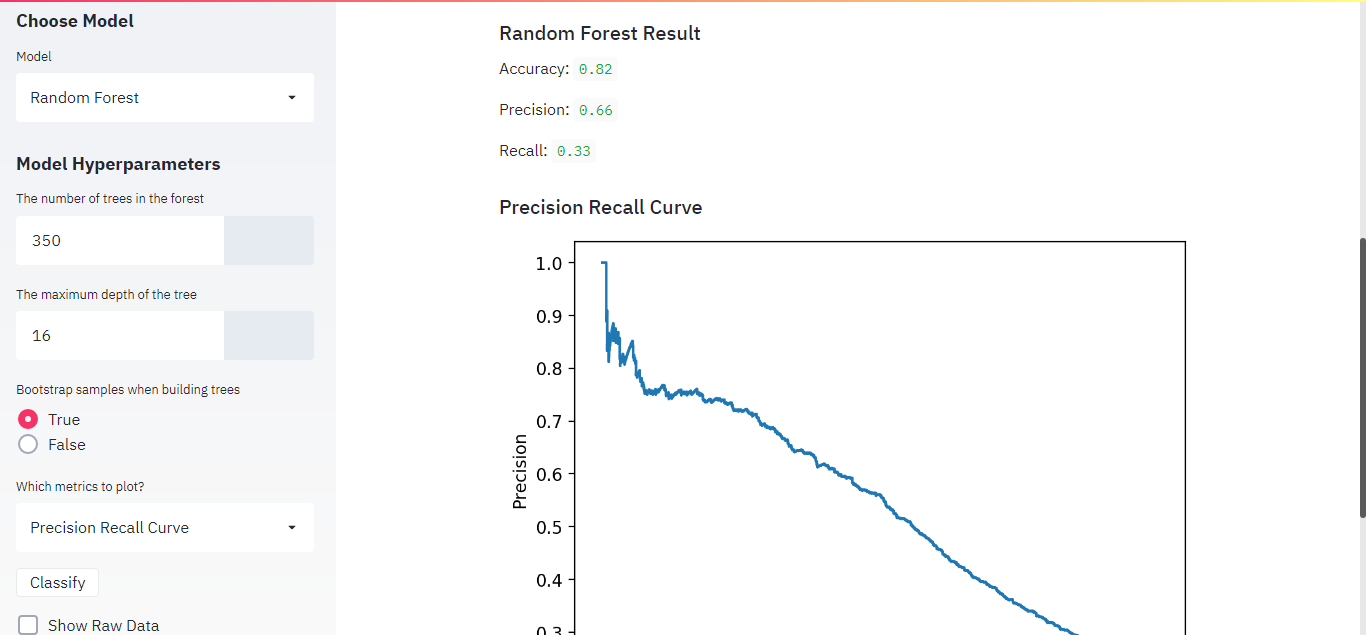 Choose Model
Model
Random Forest
Model Hyperparameters
The number of trees in the forest
350
The maximum depth of the tree
16
Bootstrap samples when building trees
True
False
Which metrics to plot?
Precision Recall Curve
Classify
Show Raw Data
Random Forest Result
Accuracy: 0.82
Precision: 0.66
Recall: 0.33
Precision Recall Curve
1.0
0.9
0.8
0.7
0.6
0.5
0.4
0.3
Precision